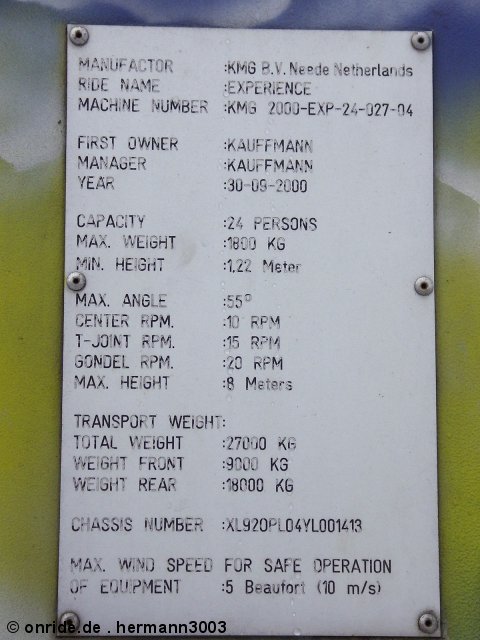 MANUFACTOR :KMG B.V. Neede Netherlands
RIDE NAME :EXPERIENCE
MACHINE NUMBER :KMG 2000-EXP-24-027-04
FIRST OWNER :KAUFFMANN
MANAGER :KAUFFMANN
YEAR :30-09-2000
CAPACITY :24 PERSONS
MAX. WEIGHT :1800 KG
MIN. HEIGHT :1,22 Meter
MAX. ANGLE :55°
CENTER RPM. :10 RPM
T-JOINT RPM. :15 RPM
GONDEL RPM. :20 RPM
MAX. HEIGHT :8 Meters
TRANSPORT WEIGHT:
TOTAL WEIGHT :27000 KG
WEIGHT FRONT :9000 KG
WEIGHT REAR :18000 KG
CHASSIS NUMBER :XL920PL04YL001413
MAX. WIND SPEED FOR SAFE OPERATION
OF EQUIPMENT :5 Beaufort (10 m/s)
© onride.de . hermann3003